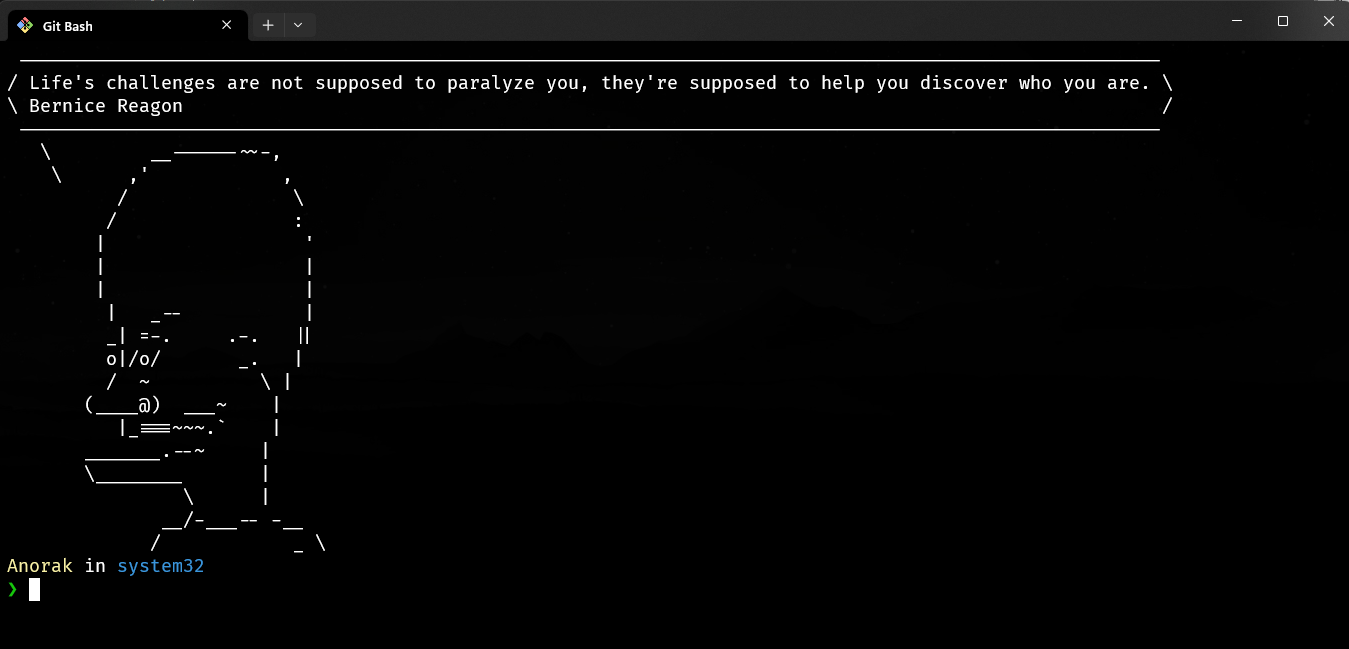 Git Bash
/ Life's challenges are not supposed to paralyze you, they're supposed to help you discover who you are. \
\ Bernice Reagon /
Anorak in system32
❯